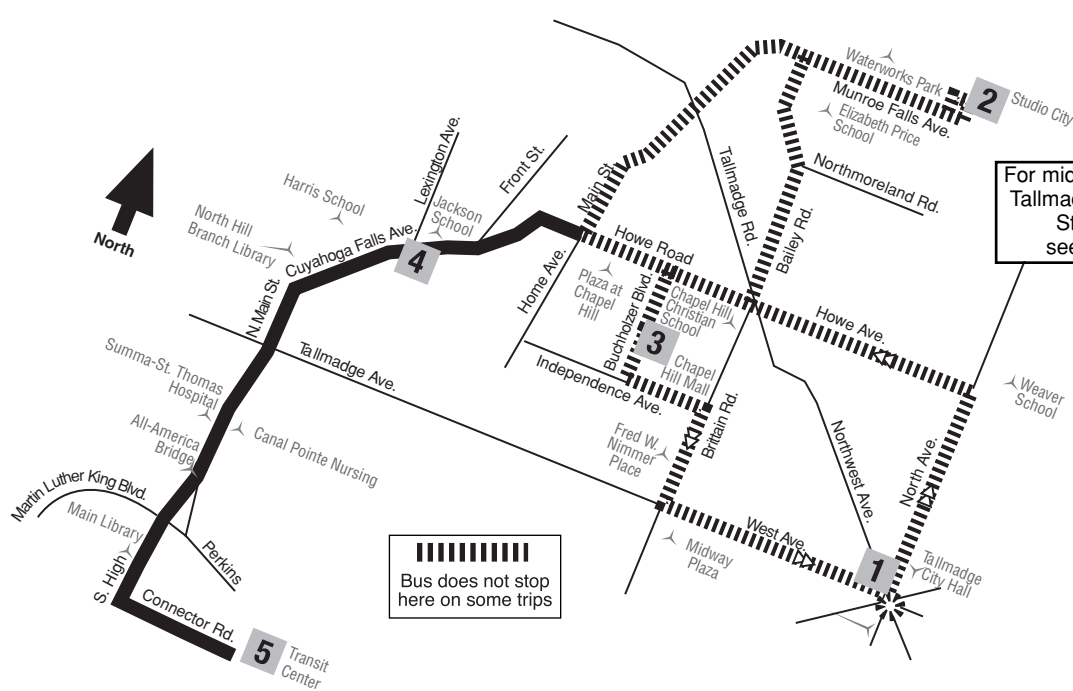 Waterworks Park
2
Studio City
Munroe Falls Ave.
Elizabeth Price
School
Lexington Ave.
Front St.
Main St.
Tallmadge Rd.
Northmoreland Rd.
For mid
Tallmad
St
see
North
Harris School
Jackson
School
North Hill
Branch Library
Cuyahoga Falls Ave.
4
Howe Road
Bailey Rd.
Home Ave.
Plaza at
Chapel
Hill
Buchholzer Blvd.
Chapel Hill
Christian
School
N. Main St.
3
Howe Ave.
Tallmadge Ave.
Independence Ave.
Chapel
Hill Mall
Summa-St. Thomas
Hospital
Weaver
School
Brittain Rd.
All-America
Bridge
Canal Pointe Nursing
Fred W.
Nimmer
Place
Northwest Ave.
North Ave.
Martin Luther King Blvd.
Main Library
Perkins
West Ave.
Midway
Plaza
1
Tallmadge
City Hall
S. High
Bus does not stop
here on some trips
Connector Rd.
5
Transit
Center